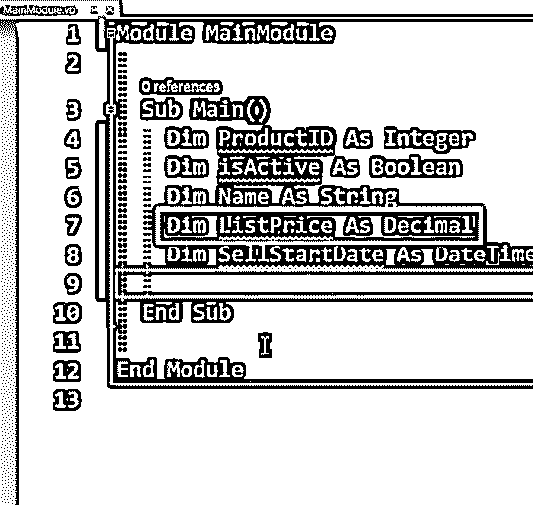 MainModule.vb
1 Module MainModule
2
0 references
3 Sub Main()
4 Dim ProductID As Integer
5 Dim isActive As Boolean
6 Dim Name As String
7 Dim ListPrice As Decimal
8 Dim SellStartDate As DateTime
9
10 End Sub
11
12 End Module
13